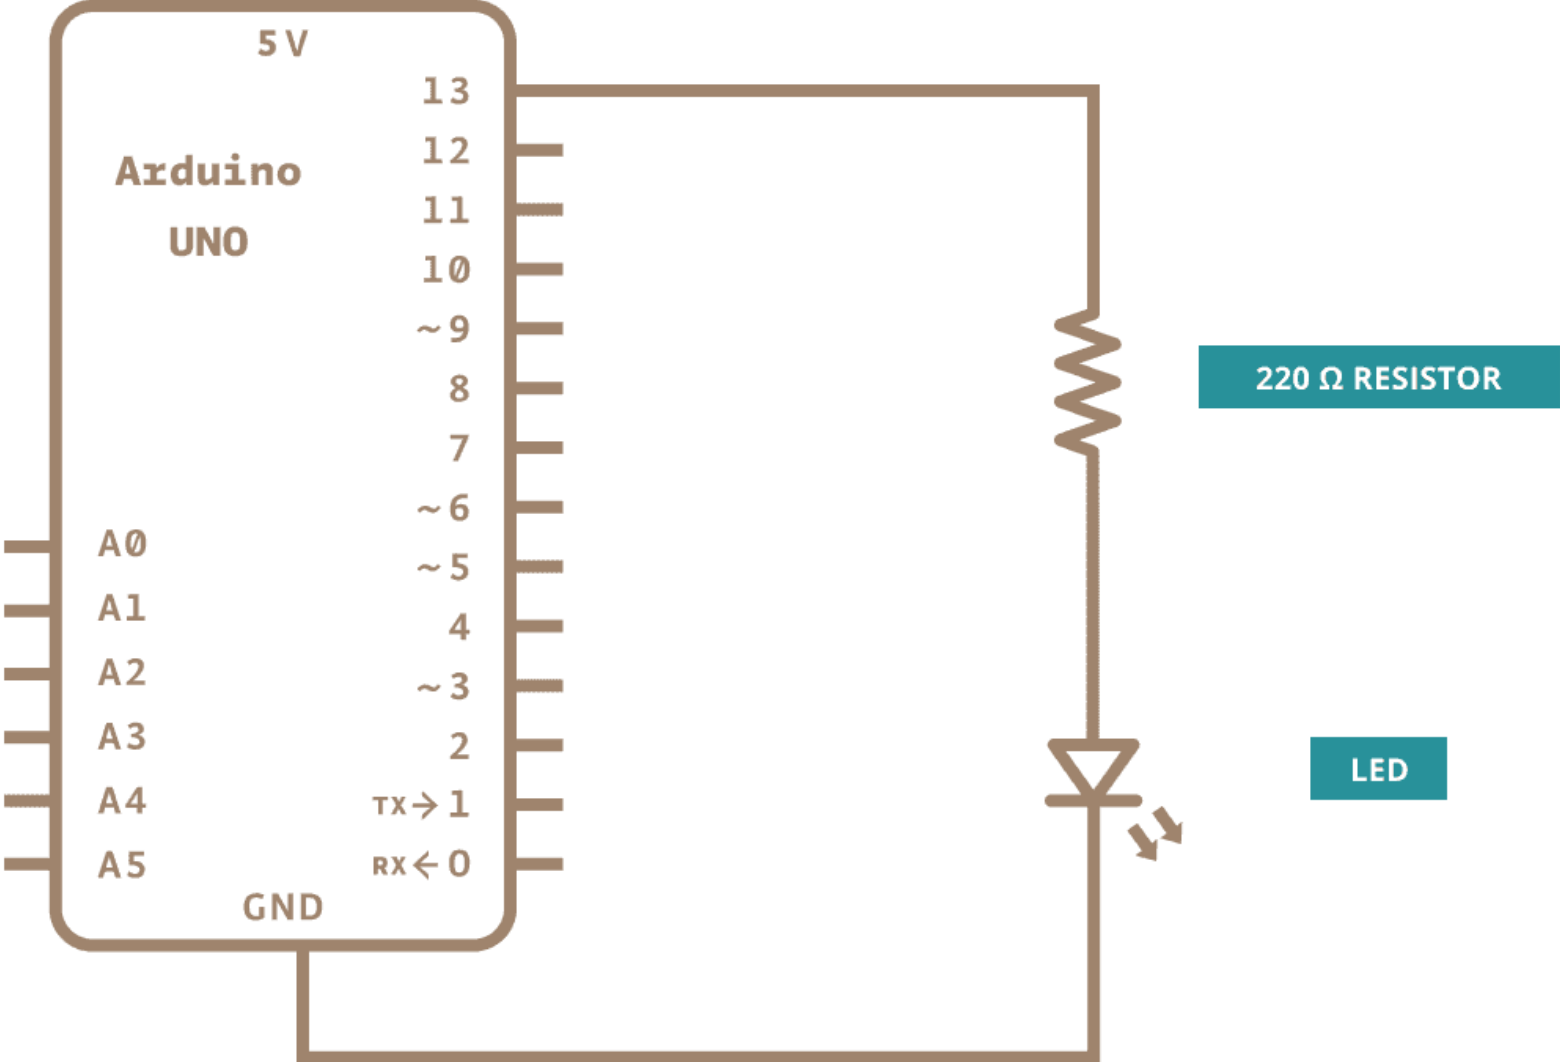 5V
13
12
Arduino
11
UNO
10
~9
8
7
~6
~5
4
~3
2
TX→1
RX←0
A0
A1
A2
A3
A4
A5
GND
220 Ω RESISTOR
LED